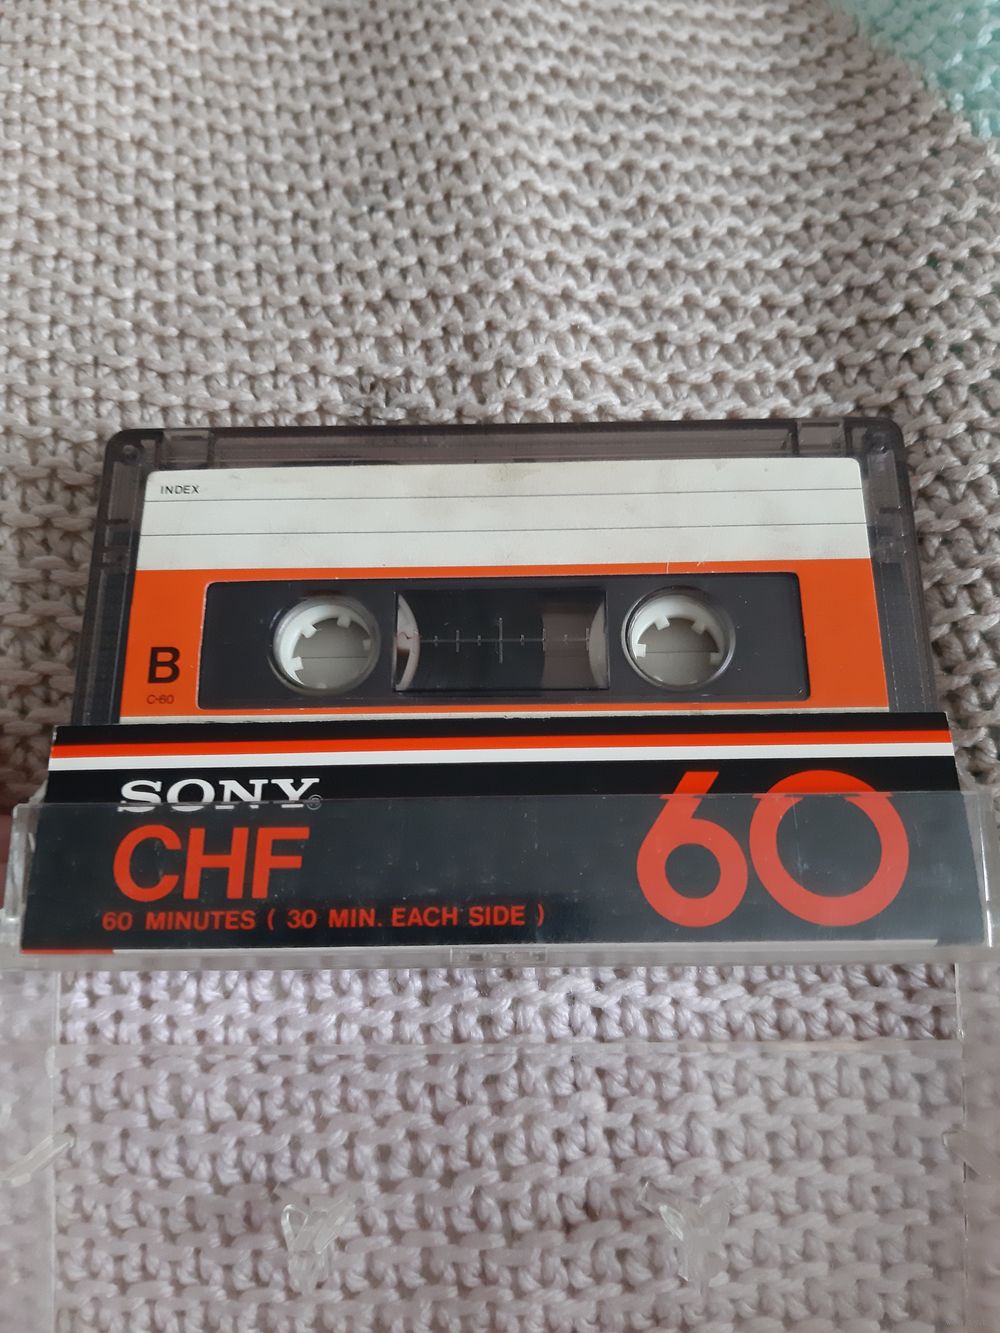 INDEX
B
C-60
SONY®
CHF
60
60 MINUTES ( 30 MIN. EACH SIDE )